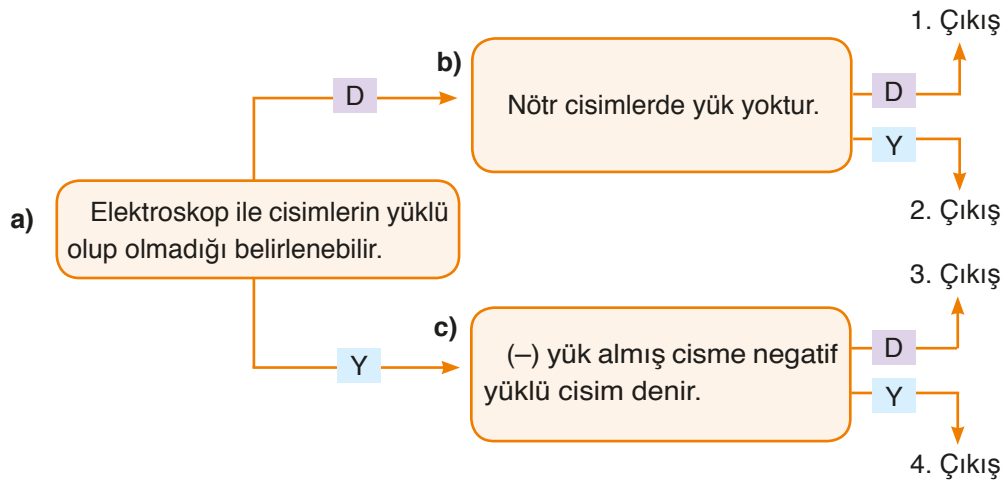 1. Çıkış
b)
D
Nötr cisimlerde yük yoktur.
D
Y
2. Çıkış
a)
Elektroskop ile cisimlerin yüklü
olup olmadığı belirlenebilir.
3. Çıkış
c)
Y
(–) yük almış cisme negatif
yüklü cisim denir.
D
Y
4. Çıkış